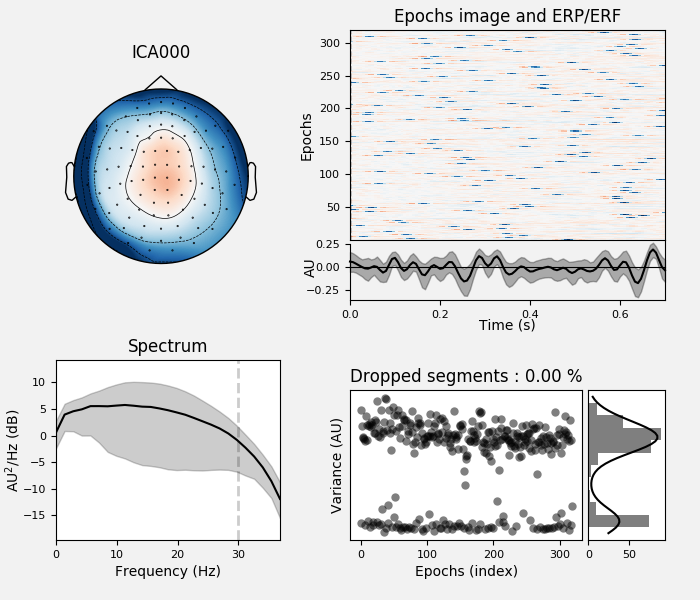 ICA000
Epochs image and ERP/ERF
Epochs
300
250
200
150
100
50
AU
0.25
0.00
−0.25
0.0 0.2 0.4 0.6
Time (s)
Spectrum
AU²/Hz (dB)
10
5
0
−5
−10
−15
0 10 20 30
Frequency (Hz)
Dropped segments : 0.00 %
Variance (AU)
0 100 200 300
Epochs (index)
0 50